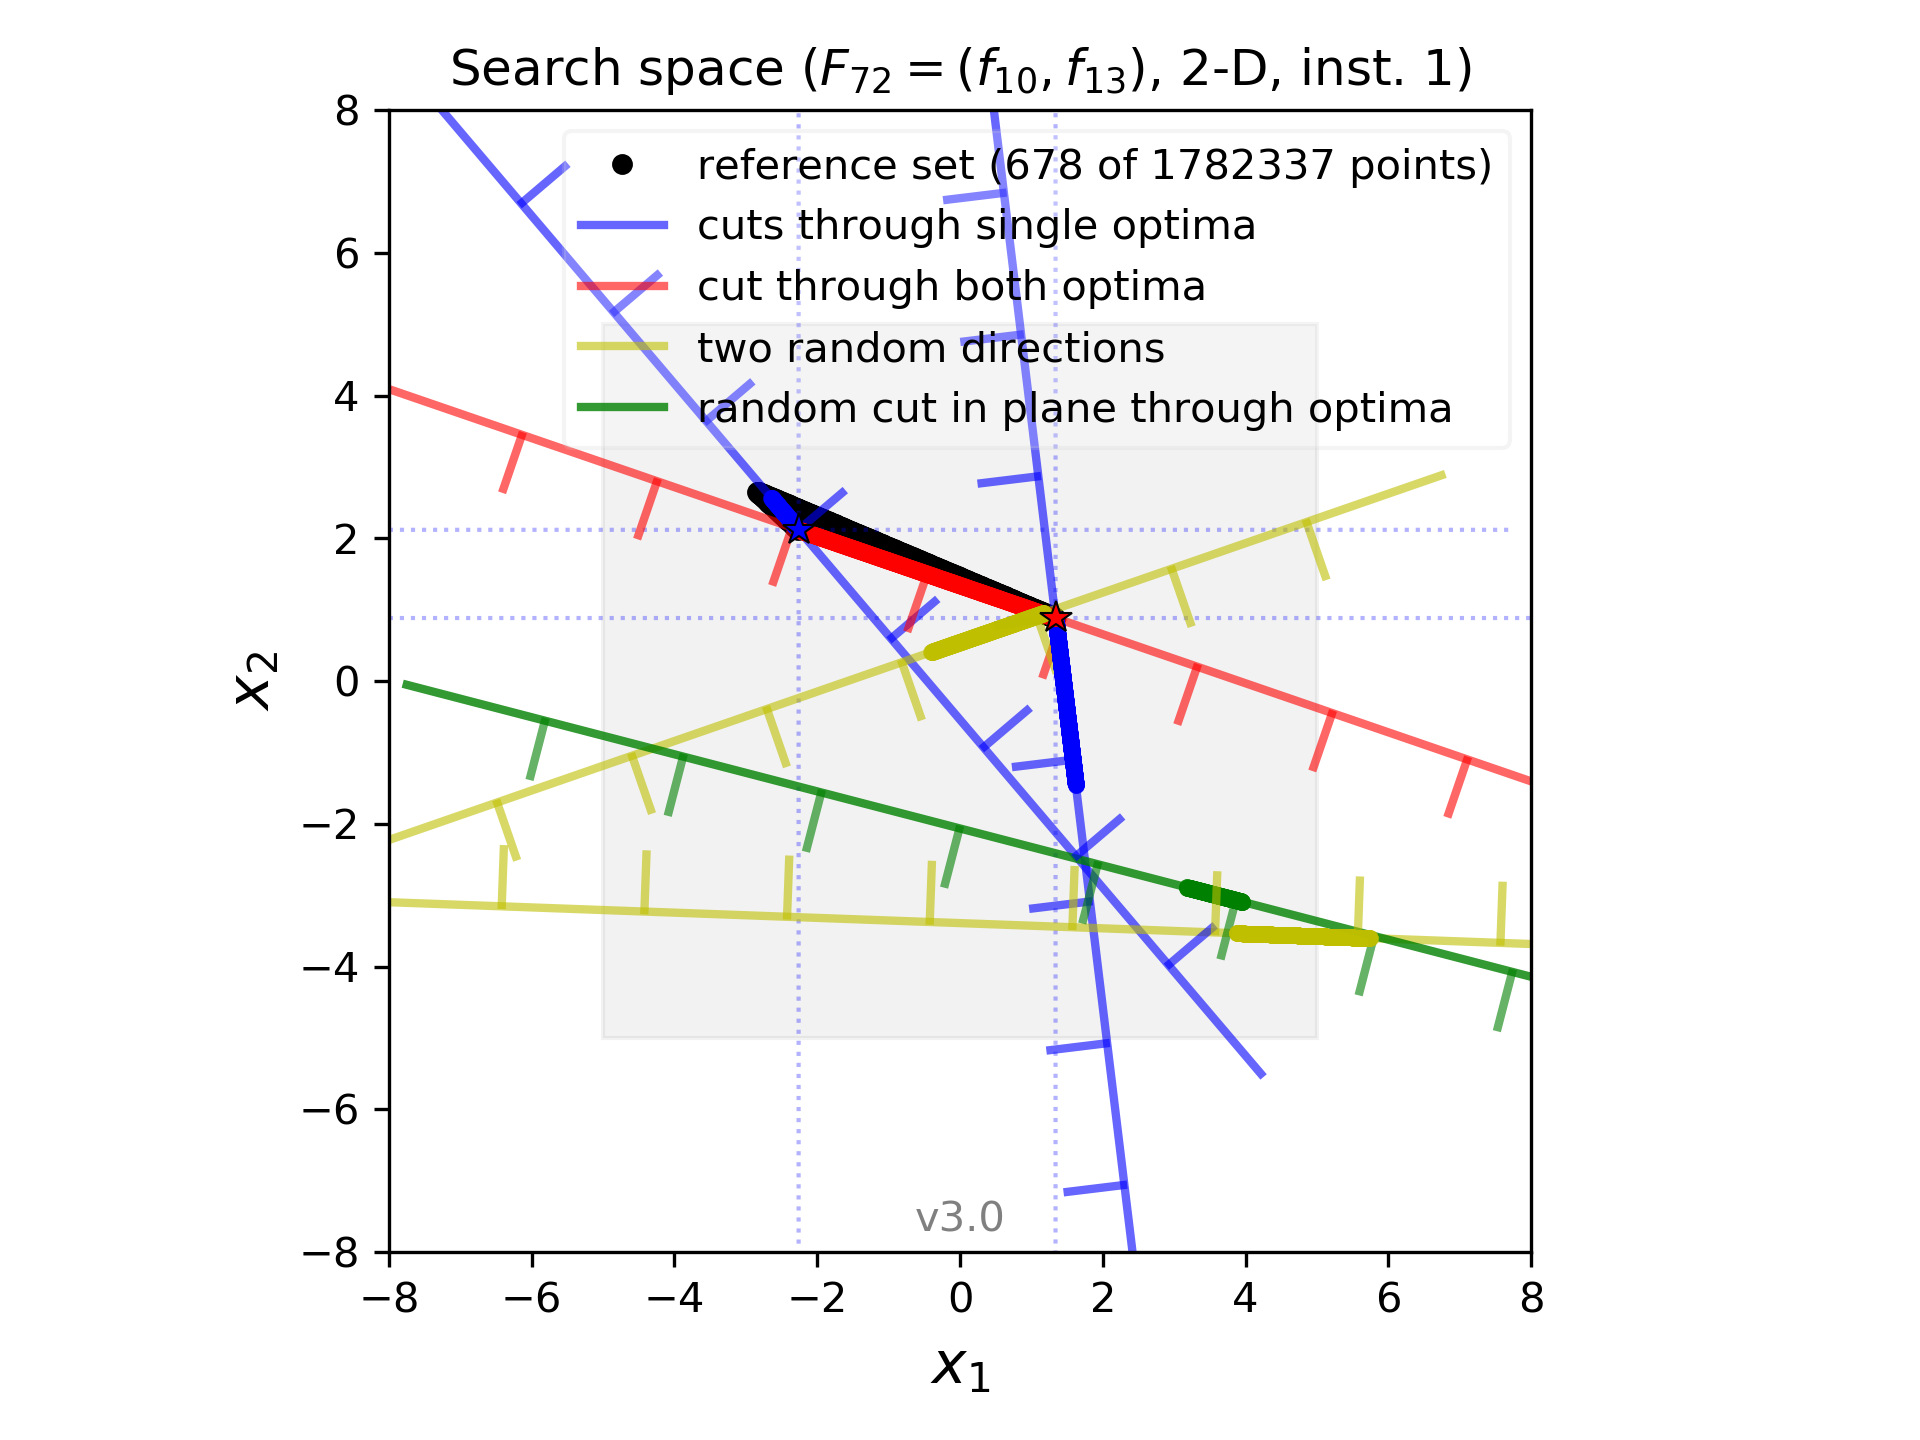 Search space (F72 = (f10, f13), 2-D, inst. 1)
reference set (678 of 1782337 points)
cuts through single optima
cut through both optima
two random directions
random cut in plane through optima
8
6
4
2
0
−2
−4
−6
−8
x2
v3.0
−8 −6 −4 −2 0 2 4 6 8
x1